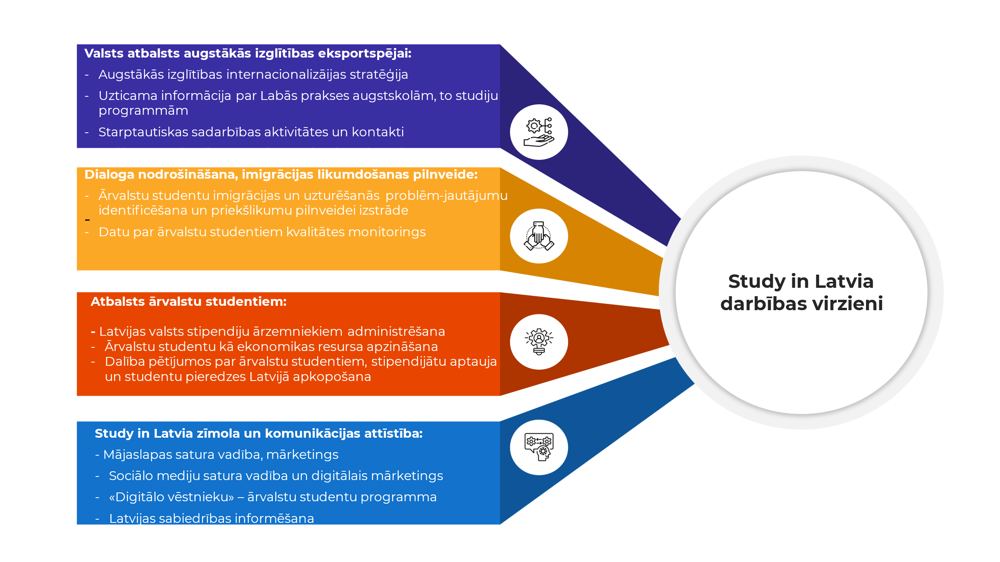 Valsts atbalsts augstākās izglītības eksportspējai:
- Augstākās izglītības internacionalizāijas stratēģija
- Uzticama informācija par Labās prakses augstskolām, to studiju
programmām
- Starptautiskas sadarbības aktivitātes un kontakti
Dialoga nodrošināšana, imigrācijas likumdošanas pilnveide:
- Ārvalstu studentu imigrācijas un uzturēšanās problēm-jautājumu
identificēšana un priekšlikumu pilnveidei izstrāde
-
- Datu par ārvalstu studentiem kvalitātes monitorings
Atbalsts ārvalstu studentiem:
- Latvijas valsts stipendiju ārzemniekiem administrēšana
- Ārvalstu studentu kā ekonomikas resursa apzināšana
- Dalība pētījumos par ārvalstu studentiem, stipendijātu aptauja
un studentu pieredzes Latvijā apkopošana
Study in Latvia zīmola un komunikācijas attīstība:
- Mājaslapas satura vadība, mārketings
- Sociālo mediju satura vadība un digitālais mārketings
- «Digitālo vēstnieku» – ārvalstu studentu programma
- Latvijas sabiedrības informēšana
Study in Latvia
darbības virzieni